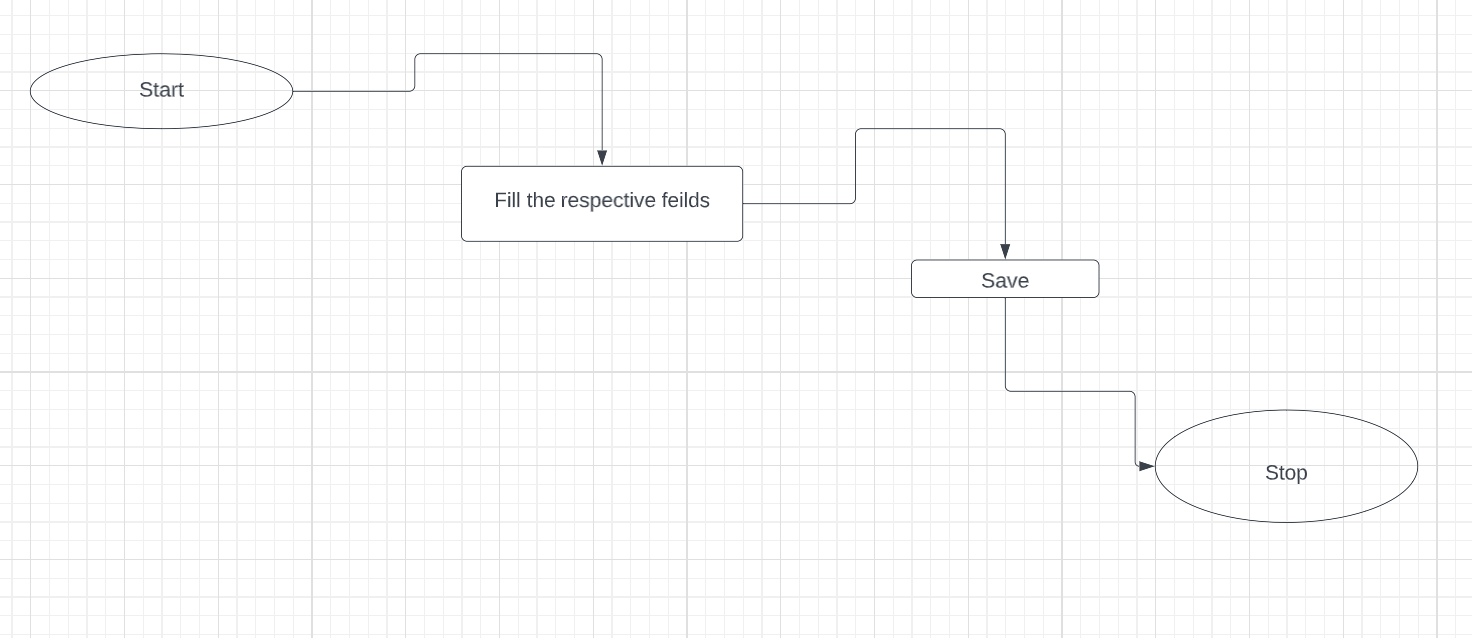 Start
Fill the respective feilds
Save
Stop